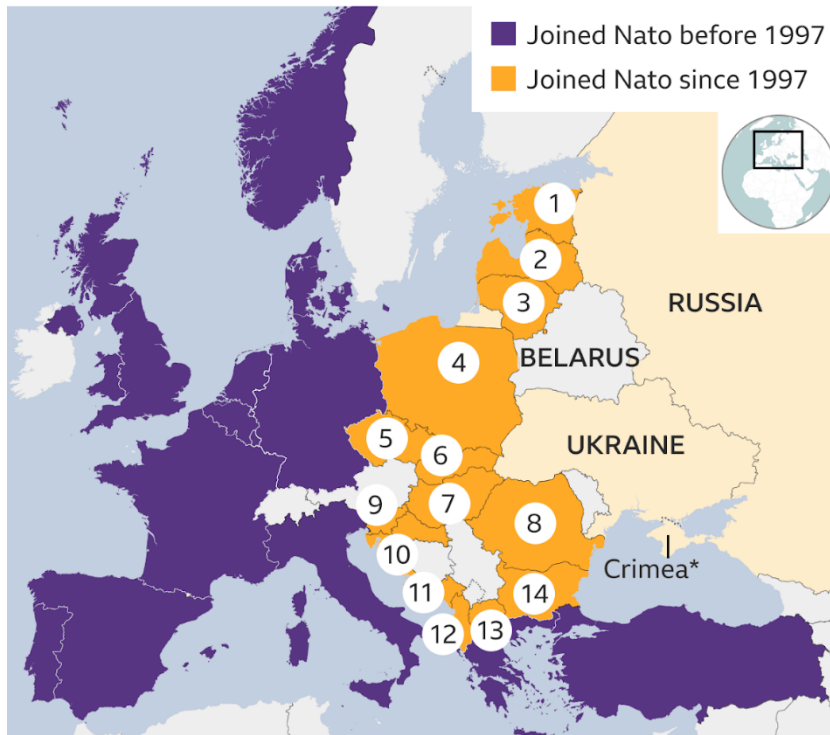 Joined Nato before 1997
Joined Nato since 1997
1
2
3
RUSSIA
4
BELARUS
5
6
UKRAINE
9
7
8
10
Crimea*
11
14
12
13